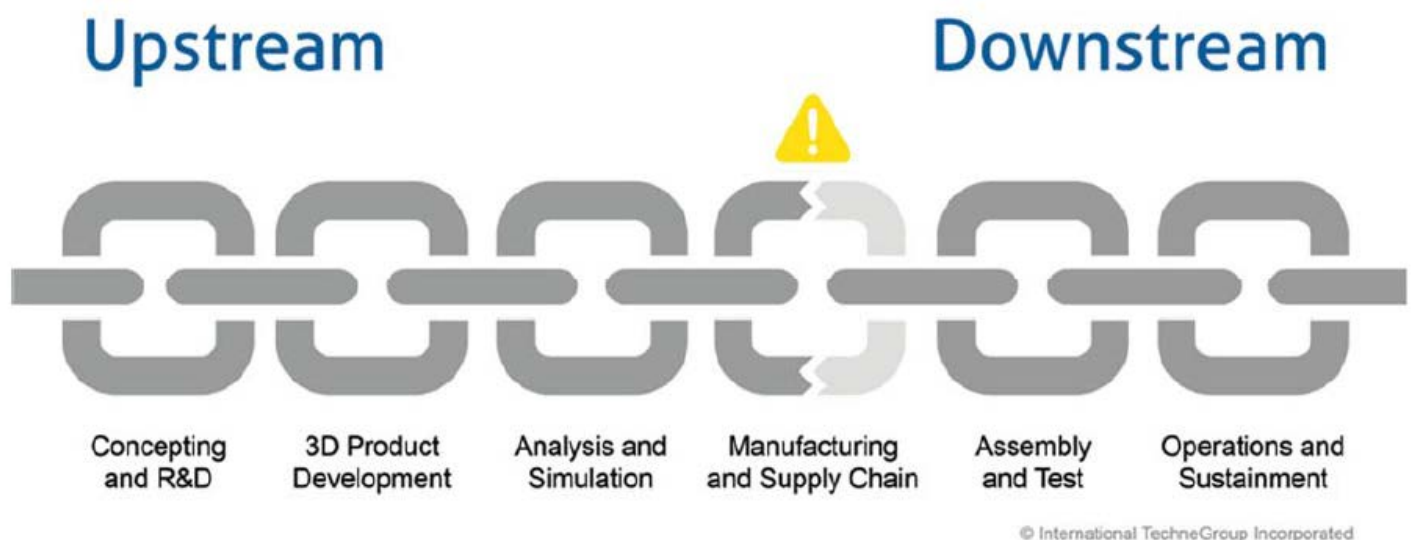 Upstream
Downstream
!
Concepting
and R&D
3D Product
Development
Analysis and
Simulation
Manufacturing
and Supply Chain
Assembly
and Test
Operations and
Sustainment
© International TechneGroup Incorporated